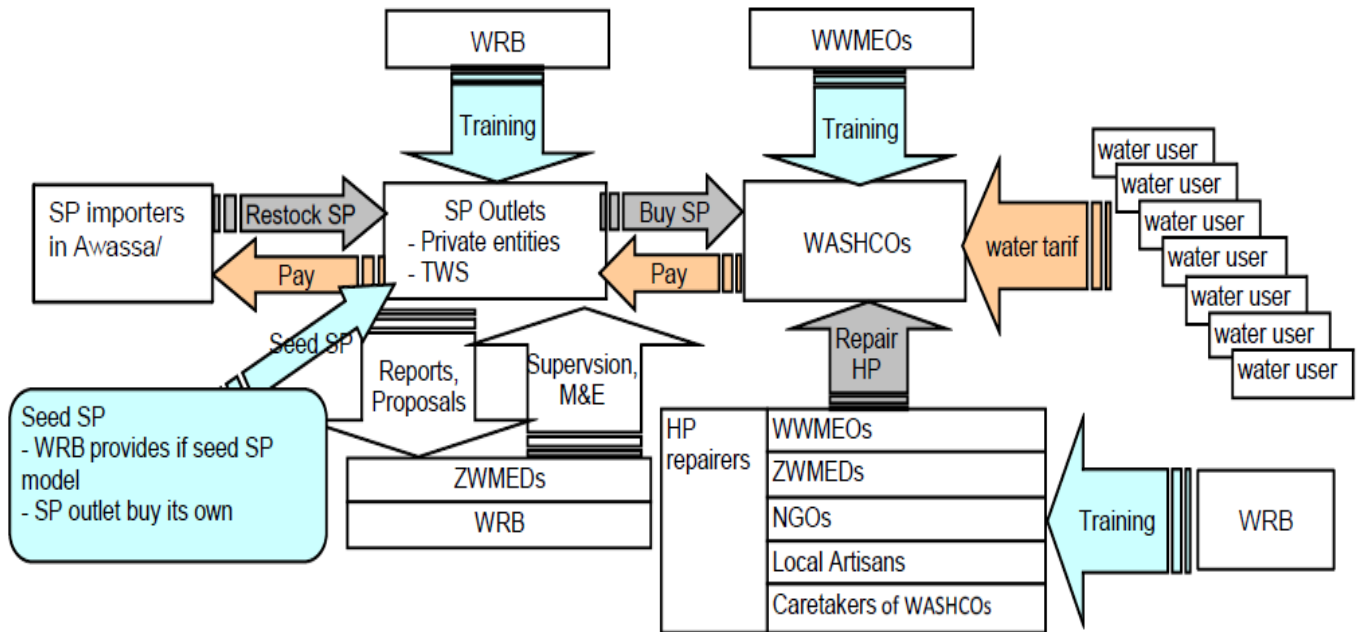 WRB
WWMEOs
Training
Training
water user
water user
water user
water user
water user
water user
water user
SP importers
in Awassa/
Restock SP
Pay
SP Outlets
- Private entities
- TWS
Buy SP
Pay
WASHCOs
water tarif
Seed SP
Reports,
Proposals
Supervsion,
M&E
Repair
HP
Seed SP
- WRB provides if seed SP
model
- SP outlet buy its own
ZWMEDs
WRB
HP
repairers
WWMEOs
ZWMEDs
NGOs
Local Artisans
Caretakers of WASHCOs
Training
WRB